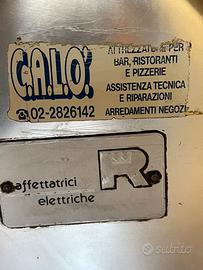 C.A.L.O.'
☎02-2826142
ATTREZZATURE PER
BAR, RISTORANTI
E PIZZERIE
ASSISTENZA TECNICA
E RIPARAZIONI
ARREDAMENTI NEGOZI
R
affettatrici
elettriche
subito